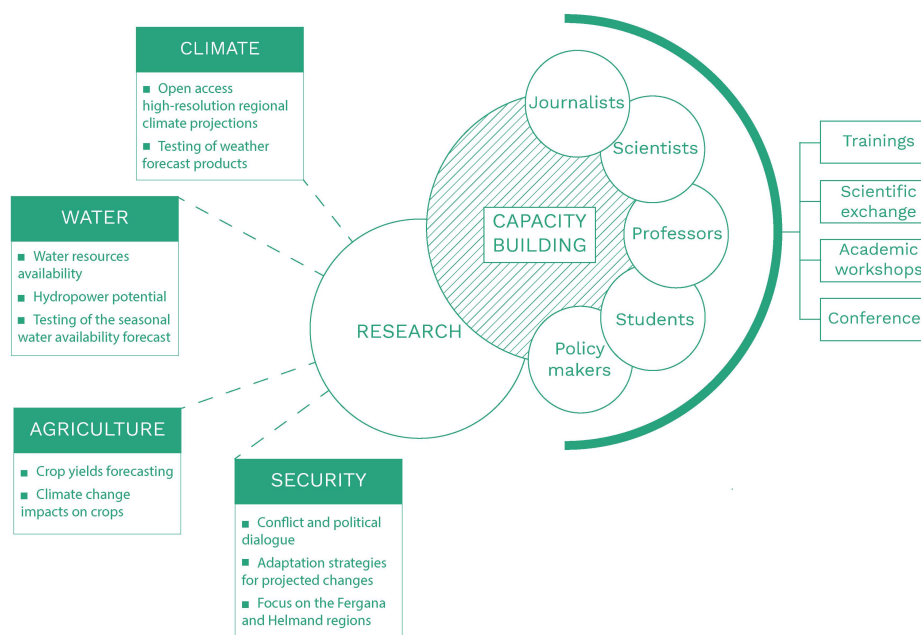 CLIMATE
■ Open access
high-resolution regional
climate projections
■ Testing of weather
forecast products
WATER
■ Water resources
availability
■ Hydropower potential
■ Testing of the seasonal
water availability forecast
AGRICULTURE
■ Crop yields forecasting
■ Climate change
impacts on crops
SECURITY
■ Conflict and political
dialogue
■ Adaptation strategies
for projected changes
■ Focus on the Fergana
and Helmand regions
RESEARCH
CAPACITY
BUILDING
Journalists
Scientists
Professors
Students
Policy
makers
Trainings
Scientific
exchange
Academic
workshops
Conference